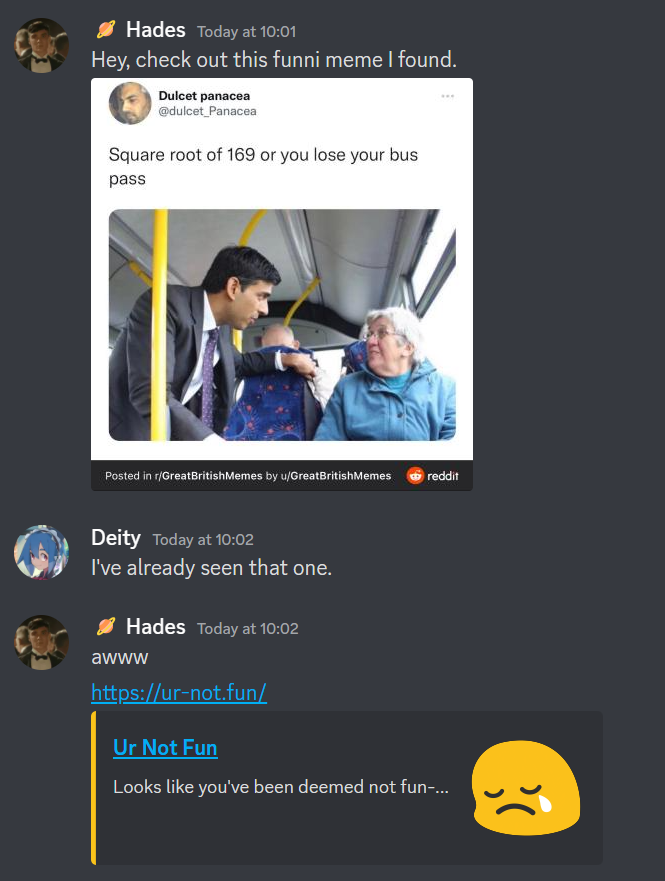 Hades Today at 10:01
Hey, check out this funni meme I found.
Dulcet panacea
@dulcet_Panacea
Square root of 169 or you lose your bus
pass
Posted in r/GreatBritishMemes by u/GreatBritishMemes reddit
Deity Today at 10:02
I've already seen that one.
Hades Today at 10:02
awww
https://ur-not.fun/
Ur Not Fun
Looks like you've been deemed not fun-...